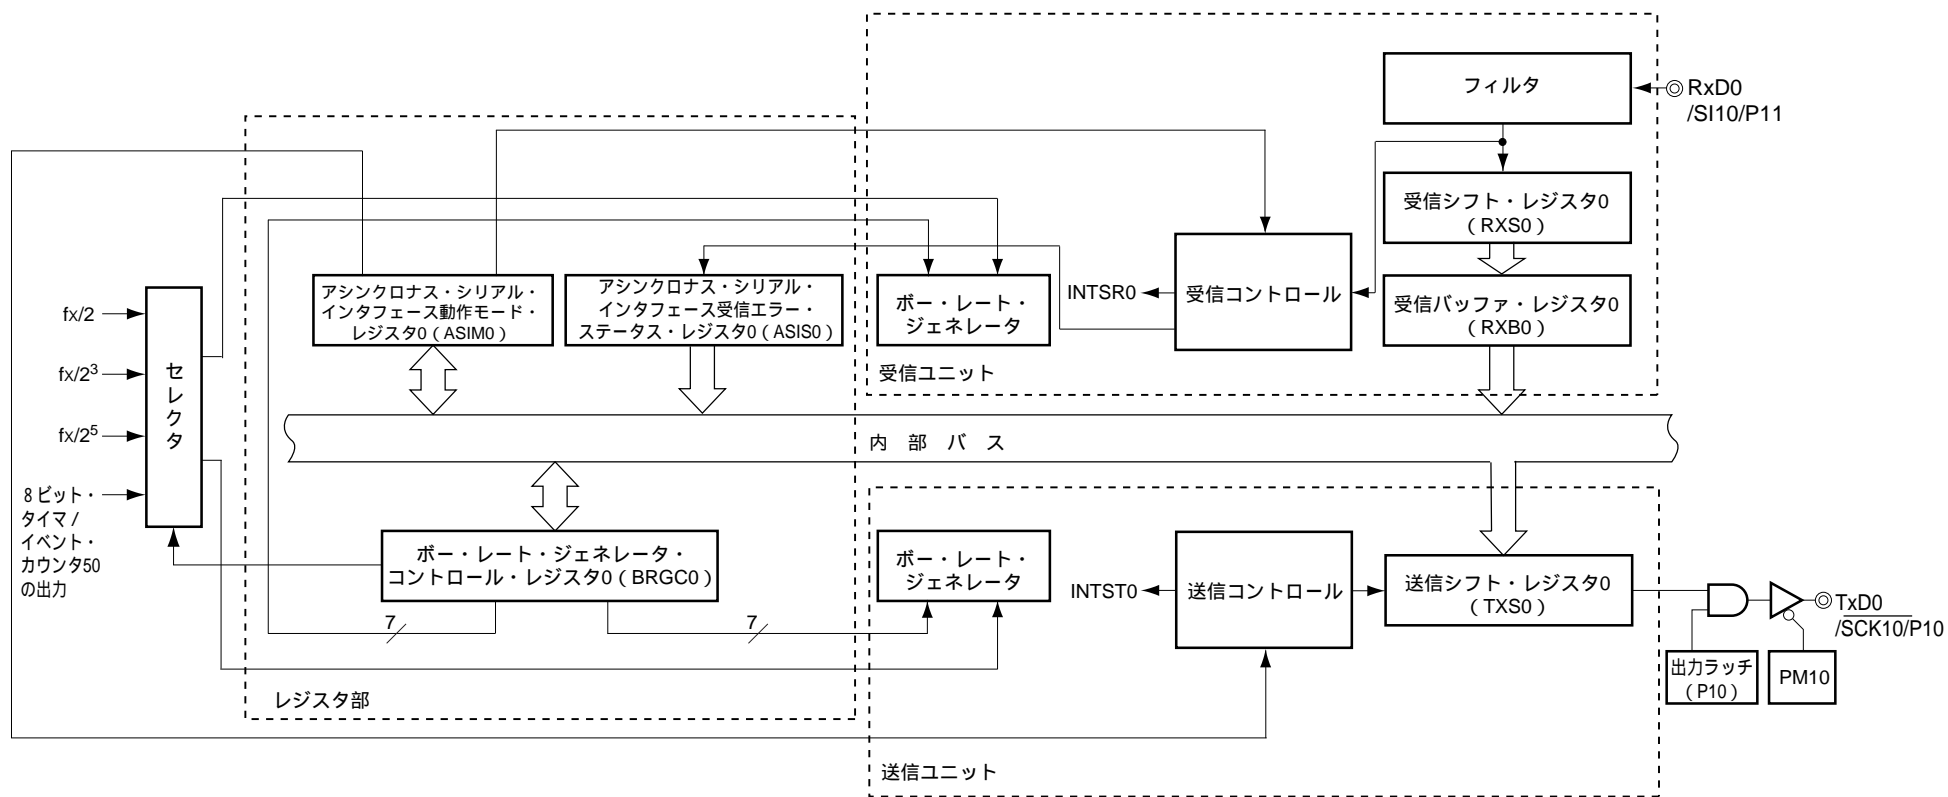 フィルタ
RxD0
/SI10/P11
受信シフト・レジスタ0
（RXS0）
アシンクロナス・シリアル・
インタフェース動作モード・
レジスタ0（ASIM0）
アシンクロナス・シリアル・
インタフェース受信エラー・
ステータス・レジスタ0（ASIS0）
ボー・レート・
ジェネレータ
INTSR0
受信コントロール
受信バッファ・レジスタ0
（RXB0）
受信ユニット
fX/2
fX/2³
fX/2⁵
8ビット・
タイマ/
イベント・
カウンタ50
の出力
セレクタ
内 部 バ ス
ボー・レート・ジェネレータ・
コントロール・レジスタ0（BRGC0）
7
7
レジスタ部
ボー・レート・
ジェネレータ
INTST0
送信コントロール
送信シフト・レジスタ0
（TXS0）
TxD0
/SCK10/P10
出力ラッチ
（P10）
PM10
送信ユニット